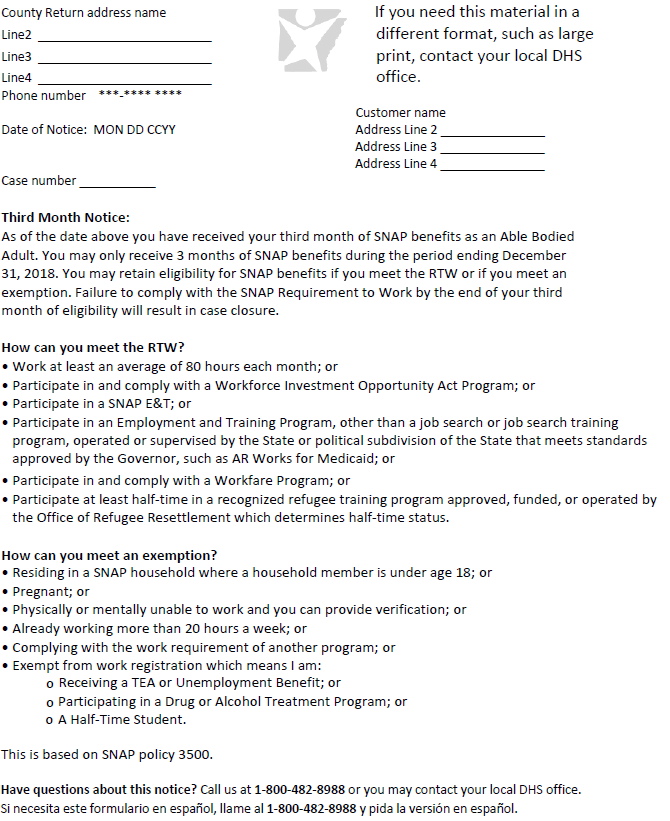 County Return address name
Line2 ___________________________
Line3 ___________________________
Line4 ___________________________
Phone number ***-**** ****
If you need this material in a
different format, such as large
print, contact your local DHS
office.
Customer name
Date of Notice: MON DD CCYY
Address Line 2 ________________
Address Line 3 ________________
Address Line 4 ________________
Case number ____________
Third Month Notice:
As of the date above you have received your third month of SNAP benefits as an Able Bodied
Adult. You may only receive 3 months of SNAP benefits during the period ending December
31, 2018. You may retain eligibility for SNAP benefits if you meet the RTW or if you meet an
exemption. Failure to comply with the SNAP Requirement to Work by the end of your third
month of eligibility will result in case closure.
How can you meet the RTW?
• Work at least an average of 80 hours each month; or
• Participate in and comply with a Workforce Investment Opportunity Act Program; or
• Participate in a SNAP E&T; or
• Participate in an Employment and Training Program, other than a job search or job search training
program, operated or supervised by the State or political subdivision of the State that meets standards
approved by the Governor, such as AR Works for Medicaid; or
• Participate in and comply with a Workfare Program; or
• Participate at least half-time in a recognized refugee training program approved, funded, or operated by
the Office of Refugee Resettlement which determines half-time status.
How can you meet an exemption?
• Residing in a SNAP household where a household member is under age 18; or
• Pregnant; or
• Physically or mentally unable to work and you can provide verification; or
• Already working more than 20 hours a week; or
• Complying with the work requirement of another program; or
• Exempt from work registration which means I am:
o Receiving a TEA or Unemployment Benefit; or
o Participating in a Drug or Alcohol Treatment Program; or
o A Half-Time Student.
This is based on SNAP policy 3500.
Have questions about this notice? Call us at 1-800-482-8988 or you may contact your local DHS office.
Si necesita este formulario en español, llame al 1-800-482-8988 y pida la versión en español.